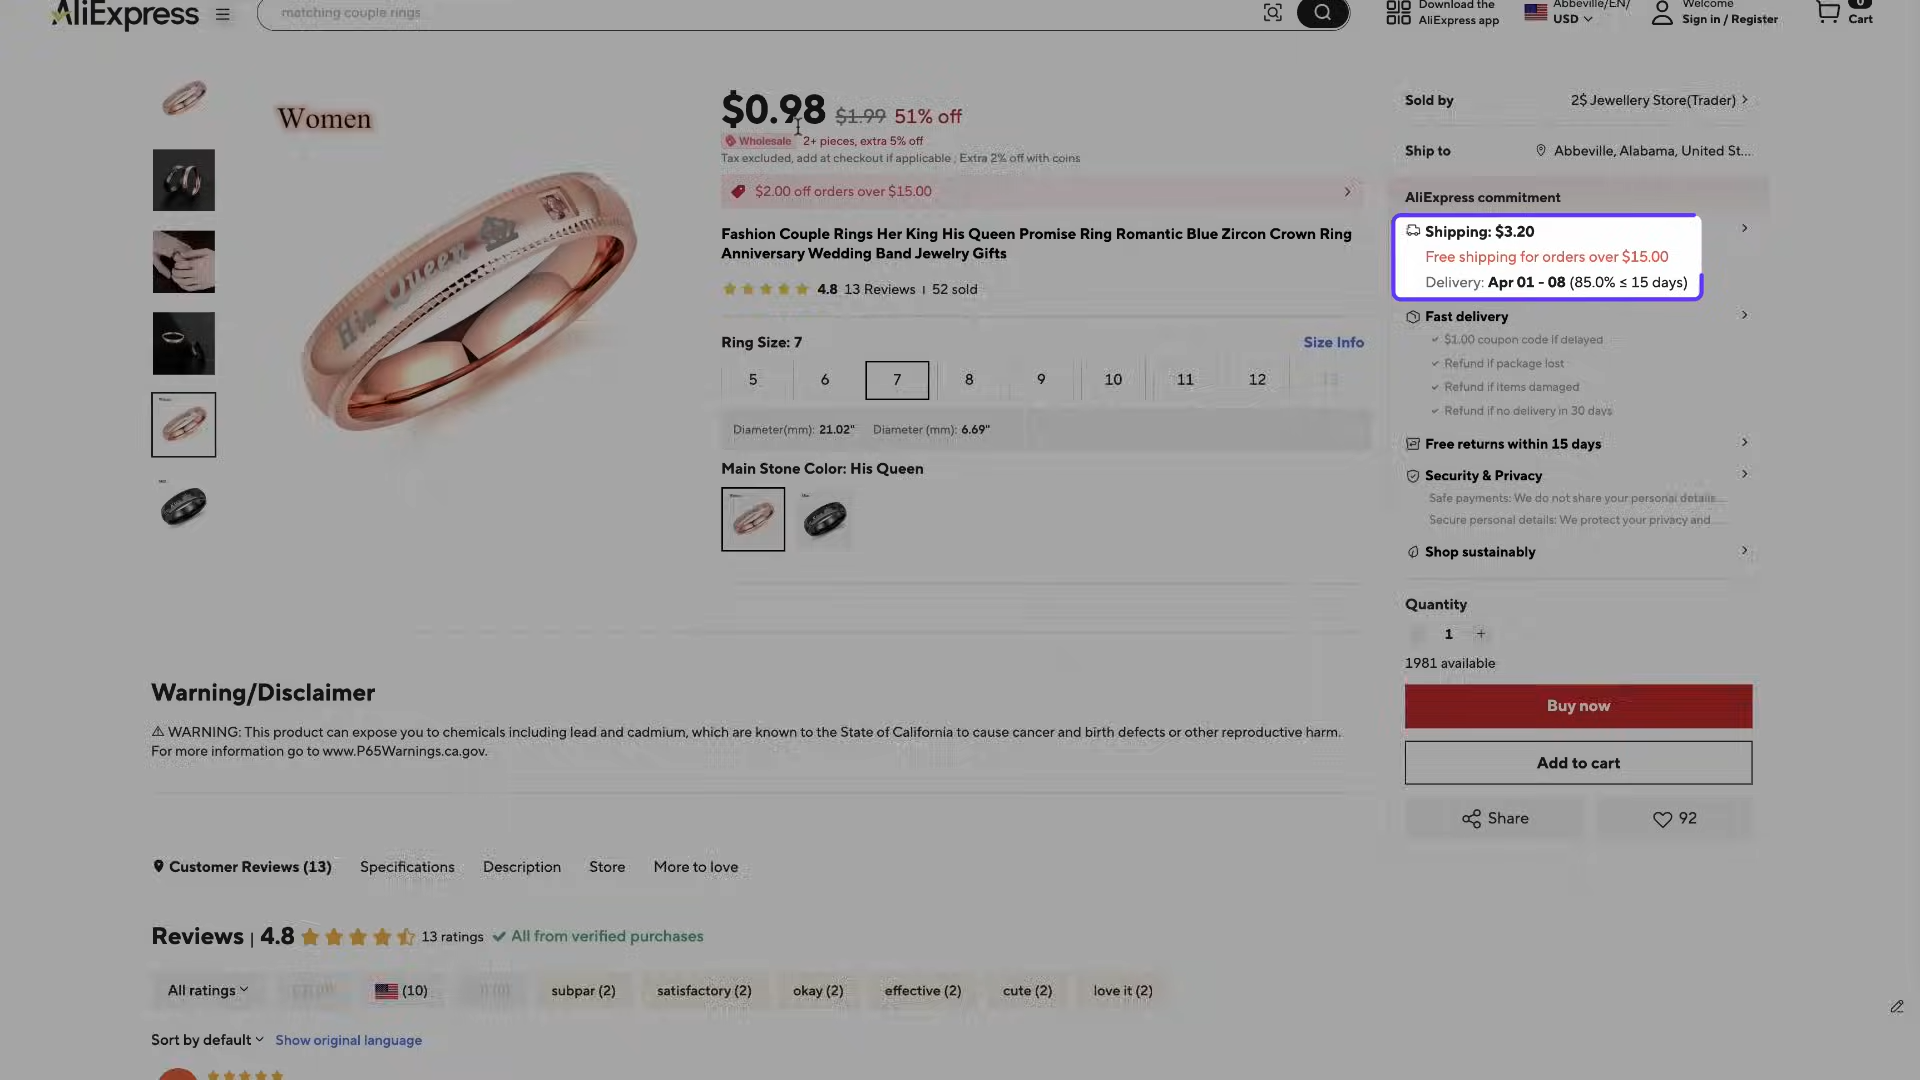 AliExpress
matching couple rings
Download the
AliExpress app
Abbeville/EN/
USD
Welcome
Sign in / Register
0
Cart
Women
His Queen
$0.98 $1.99 51% off
Wholesale 2+ pieces, extra 5% off
Tax excluded, add at checkout if applicable ; Extra 2% off with coins
$2.00 off orders over $15.00
Fashion Couple Rings Her King His Queen Promise Ring Romantic Blue Zircon Crown Ring
Anniversary Wedding Band Jewelry Gifts
4.8 13 Reviews | 52 sold
Ring Size: 7
Size Info
5 6 7 8 9 10 11 12 13
Diameter(mm): 21.02" Diameter (mm): 6.69"
Main Stone Color: His Queen
Sold by
2$ Jewellery Store(Trader)
Ship to
Abbeville, Alabama, United St...
AliExpress commitment
Shipping: $3.20
Free shipping for orders over $15.00
Delivery: Apr 01 - 08 (85.0% ≤ 15 days)
Fast delivery
$1.00 coupon code if delayed
Refund if package lost
Refund if items damaged
Refund if no delivery in 30 days
Free returns within 15 days
Security & Privacy
Safe payments: We do not share your personal details...
Secure personal details: We protect your privacy and ...
Shop sustainably
Quantity
1 +
1981 available
Buy now
Add to cart
Share
92
Warning/Disclaimer
⚠ WARNING: This product can expose you to chemicals including lead and cadmium, which are known to the State of California to cause cancer and birth defects or other reproductive harm.
For more information go to www.P65Warnings.ca.gov.
Customer Reviews (13) Specifications Description Store More to love
Reviews | 4.8 13 ratings All from verified purchases
All ratings (10) subpar (2) satisfactory (2) okay (2) effective (2) cute (2) love it (2)
Sort by default Show original language